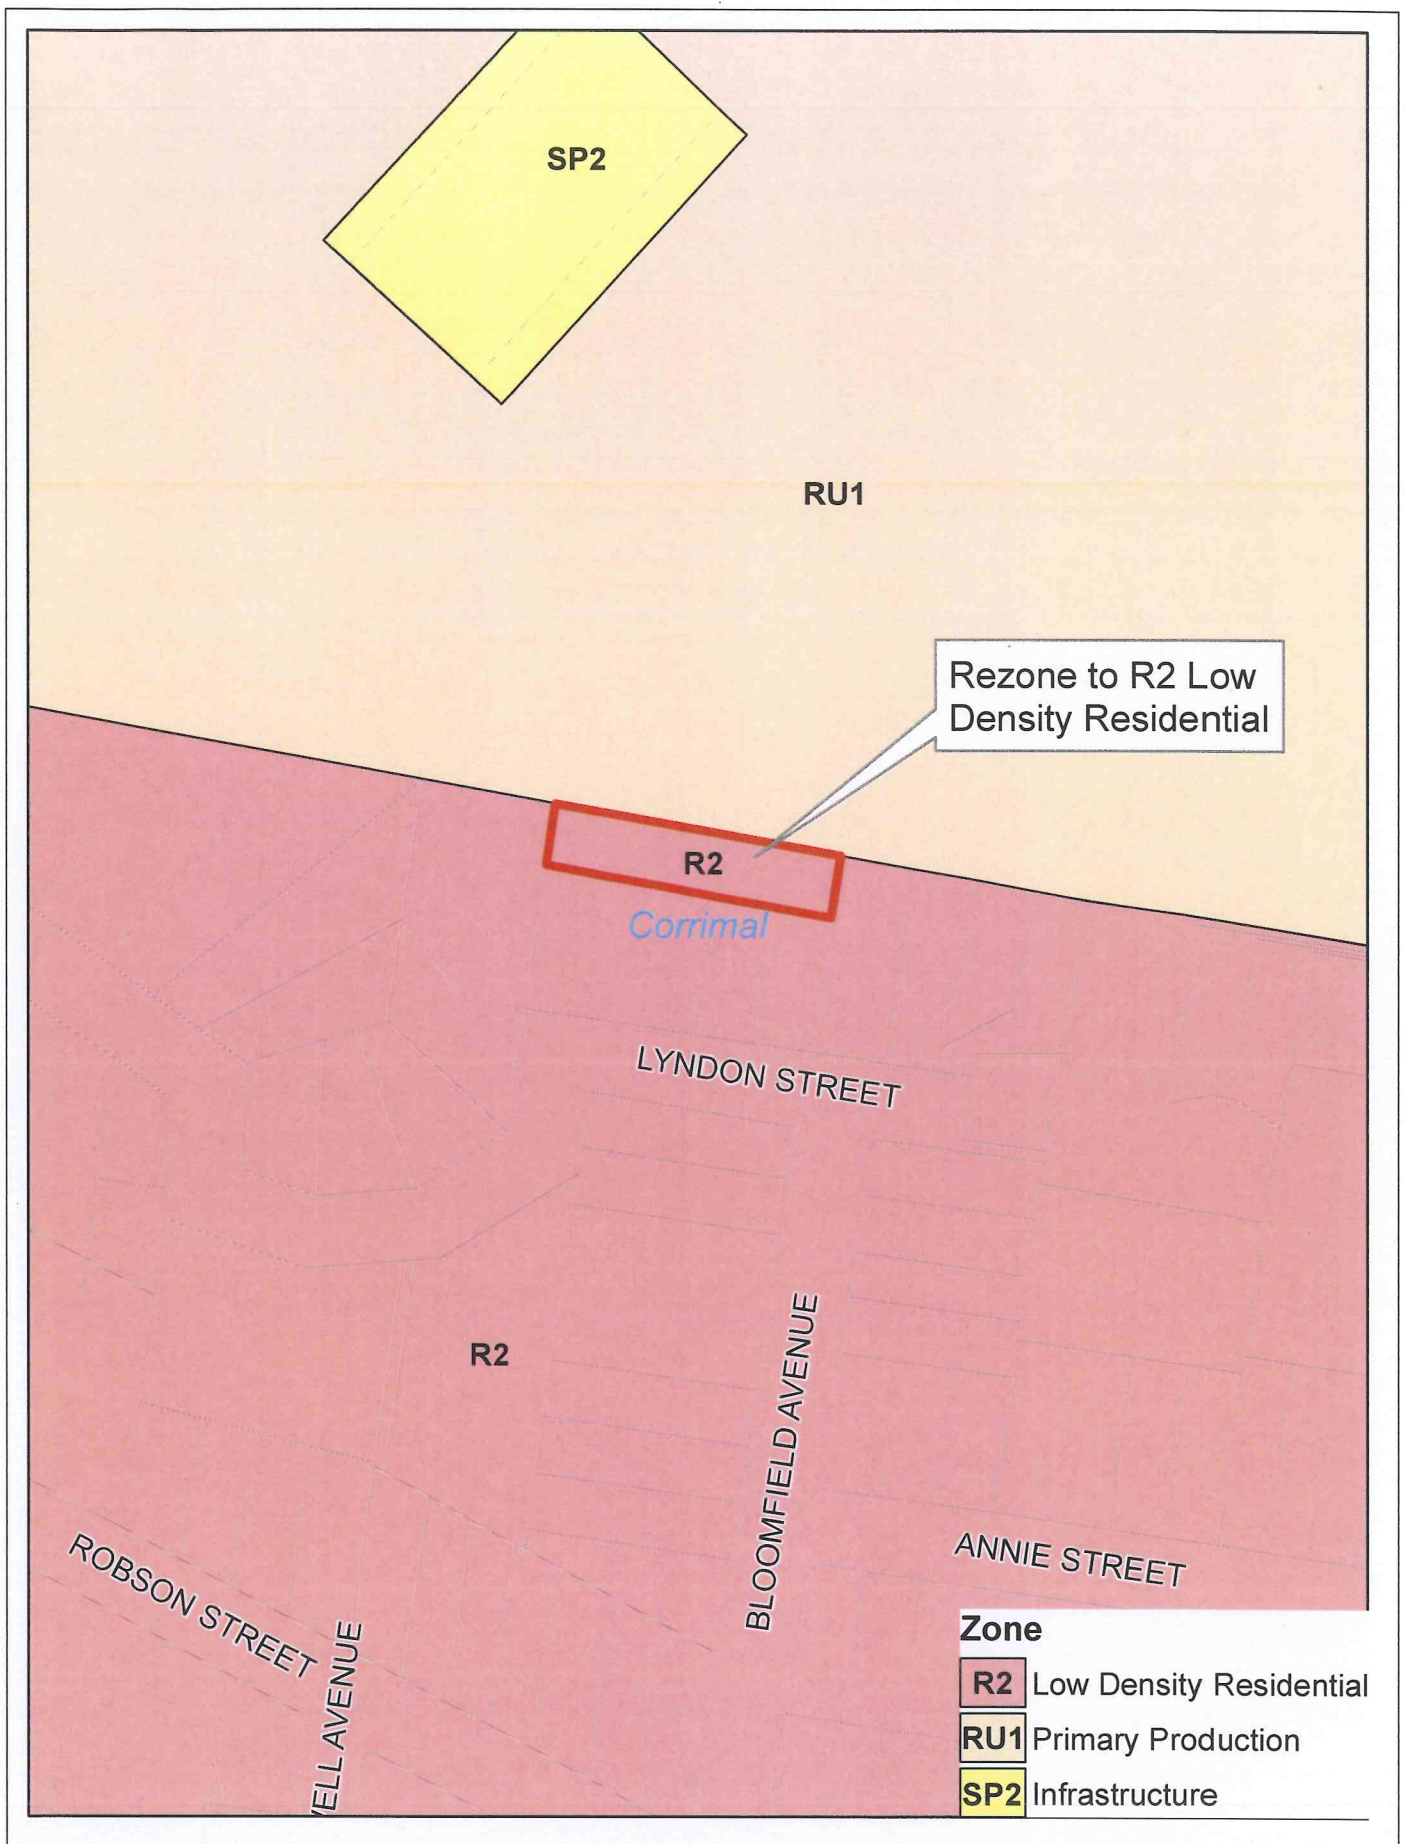 SP2
RU1
Rezone to R2 Low
Density Residential
R2
Corrimal
LYNDON STREET
R2
BLOOMFIELD AVENUE
ANNIE STREET
ROBSON STREET
VELL AVENUE
Zone
R2 Low Density Residential
RU1 Primary Production
SP2 Infrastructure